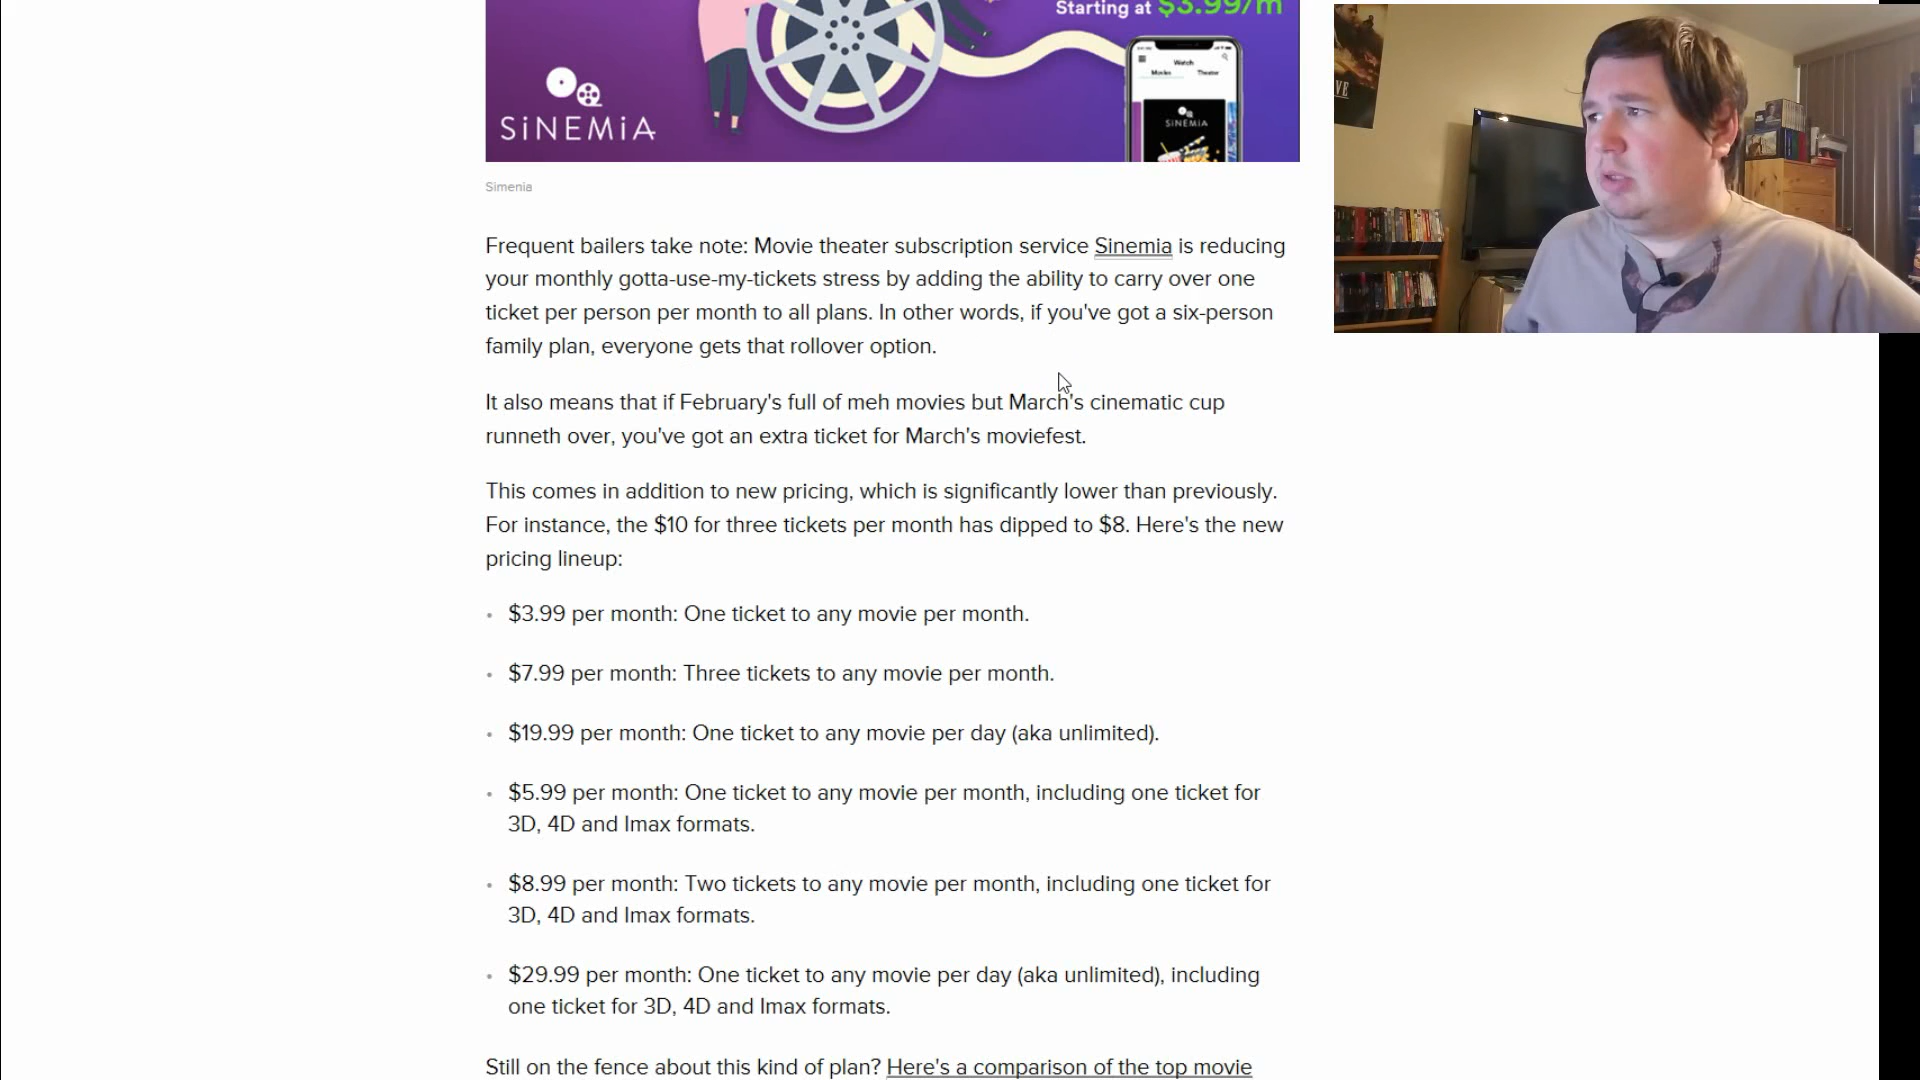 Starting at $3.99/m
Watch
Movies Theater
SiNEMiA
SiNEMiA
Simenia
VE
Frequent bailers take note: Movie theater subscription service Sinemia is reducing
your monthly gotta-use-my-tickets stress by adding the ability to carry over one
ticket per person per month to all plans. In other words, if you've got a six-person
family plan, everyone gets that rollover option.
It also means that if February's full of meh movies but March's cinematic cup
runneth over, you've got an extra ticket for March's moviefest.
This comes in addition to new pricing, which is significantly lower than previously.
For instance, the $10 for three tickets per month has dipped to $8. Here's the new
pricing lineup:
• $3.99 per month: One ticket to any movie per month.
• $7.99 per month: Three tickets to any movie per month.
• $19.99 per month: One ticket to any movie per day (aka unlimited).
• $5.99 per month: One ticket to any movie per month, including one ticket for
3D, 4D and Imax formats.
• $8.99 per month: Two tickets to any movie per month, including one ticket for
3D, 4D and Imax formats.
• $29.99 per month: One ticket to any movie per day (aka unlimited), including
one ticket for 3D, 4D and Imax formats.
Still on the fence about this kind of plan? Here's a comparison of the top movie